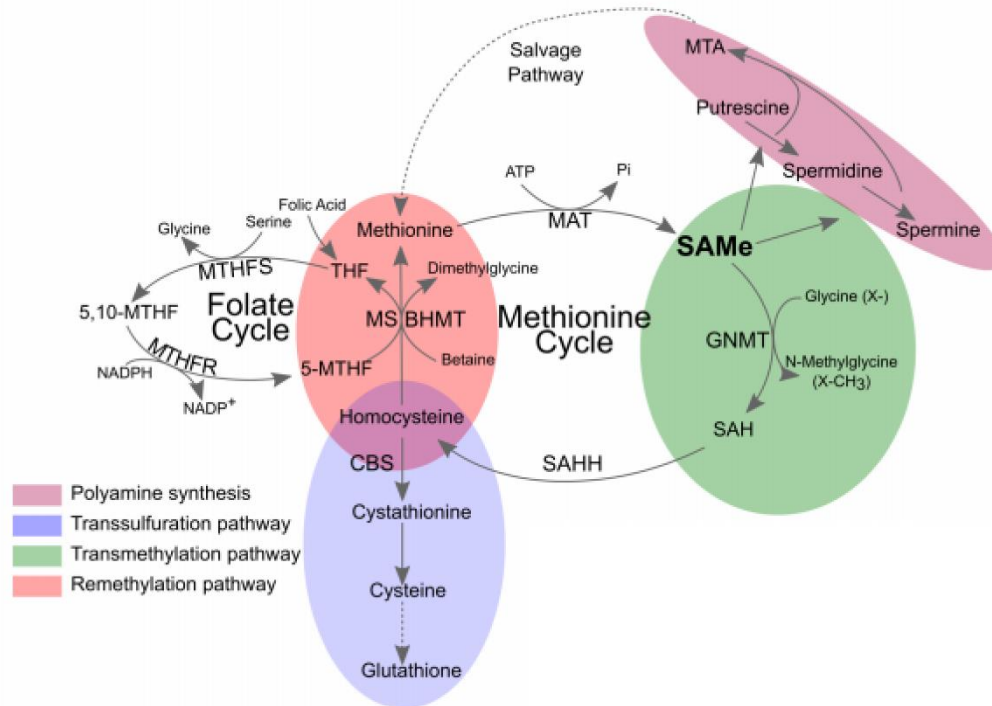 MTA
Salvage
Pathway
Putrescine
Spermidine
Spermine
ATP
Pi
MAT
Folic Acid
Serine
Glycine
MTHFS
THF
Methionine
Dimethylglycine
SAMe
5,10-MTHF
Folate
Cycle
MS
BHMT
Methionine
Cycle
Glycine (X-)
GNMT
N-Methylglycine
(X-CH3)
MTHFR
NADPH
NADP+
5-MTHF
Betaine
Homocysteine
SAH
CBS
SAHH
Cystathionine
Cysteine
Glutathione
Polyamine synthesis
Transsulfuration pathway
Transmethylation pathway
Remethylation pathway